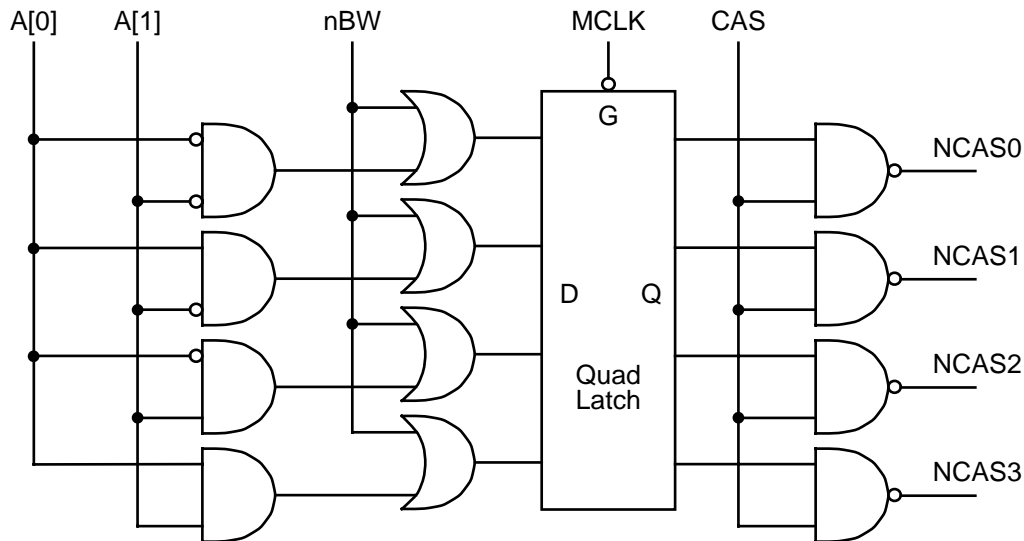 A[0] A[1] nBW MCLK CAS
G
NCAS0
NCAS1
D Q
Quad
Latch
NCAS2
NCAS3